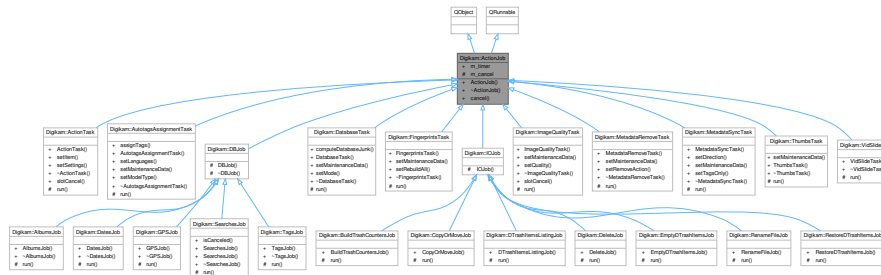 QObject
QRunnable
Digikam::ActionJob
+ m_timer
# m_cancel
+ ActionJob()
+ ~ActionJob()
+ cancel()
Digikam::ActionTask
+ ActionTask()
+ setItem()
+ setSettings()
+ ~ActionTask()
# slotCancel()
# run()
Digikam::AutotagsAssignmentTask
+ assignTags()
+ AutotagsAssignmentTask()
+ setLanguages()
+ setMaintenanceData()
+ setModelType()
+ ~AutotagsAssignmentTask()
# run()
Digikam::DBJob
# DBJob()
# ~DBJob()
Digikam::DatabaseTask
+ computeDatabaseJunk()
+ DatabaseTask()
+ setMaintenanceData()
+ setMode()
+ ~DatabaseTask()
# run()
Digikam::FingerprintsTask
+ FingerprintsTask()
+ setMaintenanceData()
+ setRebuildAll()
+ ~FingerprintsTask()
# run()
Digikam::IOJob
# IOJob()
Digikam::ImageQualityTask
+ ImageQualityTask()
+ setMaintenanceData()
+ setQuality()
+ ~ImageQualityTask()
# slotCancel()
# run()
Digikam::MetadataRemoveTask
+ MetadataRemoveTask()
+ setMaintenanceData()
+ setRemoveAction()
+ ~MetadataRemoveTask()
# run()
Digikam::MetadataSyncTask
+ MetadataSyncTask()
+ setDirection()
+ setMaintenanceData()
+ setTagsOnly()
+ ~MetadataSyncTask()
# run()
Digikam::ThumbsTask
+ setMaintenanceData()
+ ThumbsTask()
+ ~ThumbsTask()
# run()
Digikam::VidSlide
+ VidSlideTask
+ ~VidSlideTa
# run()
Digikam::AlbumsJob
+ AlbumsJob()
+ ~AlbumsJob()
# run()
Digikam::DatesJob
+ DatesJob()
+ ~DatesJob()
# run()
Digikam::GPSJob
+ GPSJob()
+ ~GPSJob()
# run()
Digikam::SearchesJob
+ isCanceled()
+ SearchesJob()
+ SearchesJob()
+ ~SearchesJob()
# run()
Digikam::TagsJob
+ TagsJob()
+ ~TagsJob()
# run()
Digikam::BuildTrashCountersJob
+ BuildTrashCountersJob()
# run()
Digikam::CopyOrMoveJob
+ CopyOrMoveJob()
# run()
Digikam::DTrashItemsListingJob
+ DTrashItemsListingJob()
# run()
Digikam::DeleteJob
+ DeleteJob()
# run()
Digikam::EmptyDTrashItemsJob
+ EmptyDTrashItemsJob()
# run()
Digikam::RenameFileJob
+ RenameFileJob()
# run()
Digikam::RestoreDTrashItemsJob
+ RestoreDTrashItemsJob()
# run()